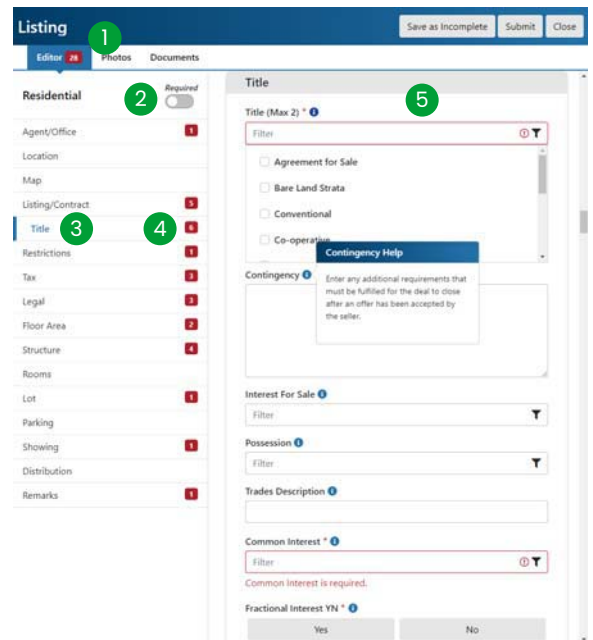 Listing
Save as Incomplete
Submit
Close
1
Editor 28
Photos
Documents
Residential
2
Required
Agent/Office 1
Location
Map
Listing/Contract 5
Title 3 4 6
Restrictions 1
Tax 3
Legal 3
Floor Area 2
Structure 4
Rooms
Lot 1
Parking
Showing 1
Distribution
Remarks 1
Title
5
Title (Max 2) *
Filter
Agreement for Sale
Bare Land Strata
Conventional
Co-operative
Contingency Help
Enter any additional requirements that
must be fulfilled for the deal to close
after an offer has been accepted by
the seller.
Contingency
Interest For Sale
Filter
Possession
Filter
Trades Description
Common Interest *
Filter
Common Interest is required.
Fractional Interest YN *
Yes
No